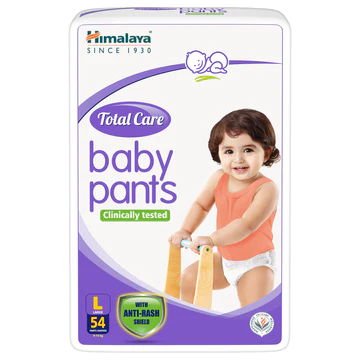 Himalaya
SINCE 1930
Total Care
baby
pants
Clinically tested
L
LARGE
54
WITH
ANTI-RASH
SHIELD